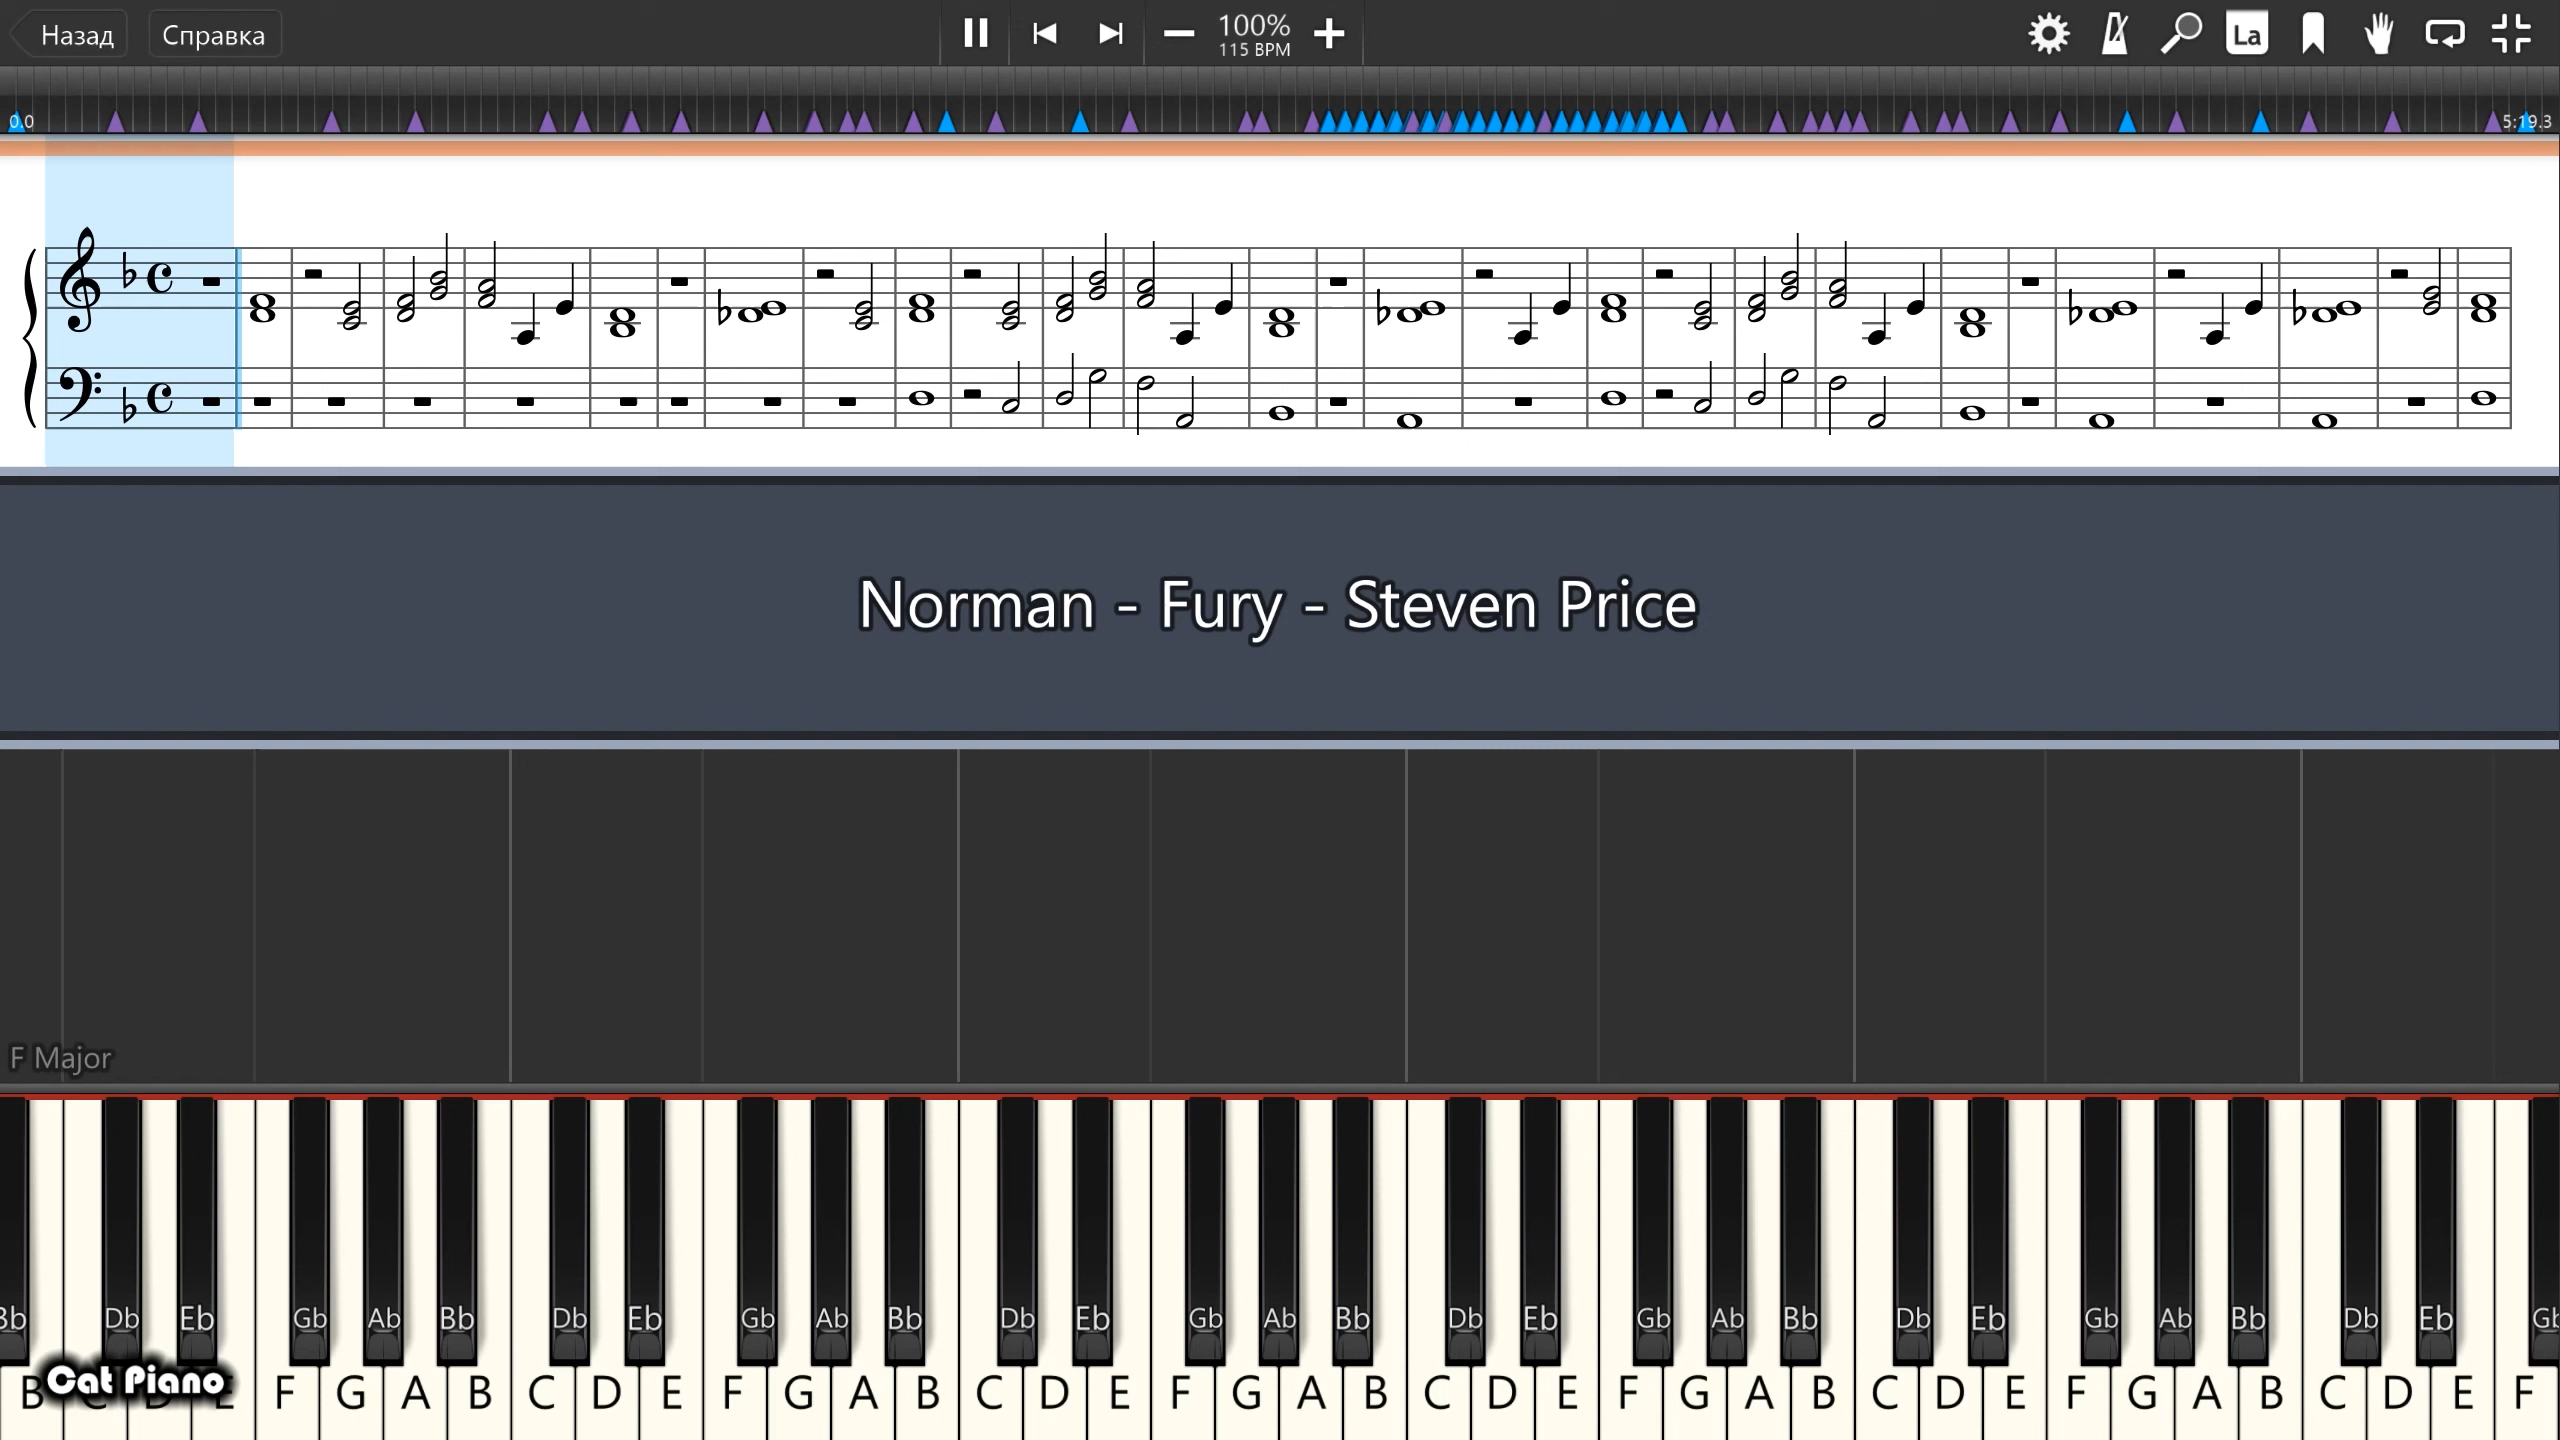 Назад Справка 100% La
115 BPM
0.0 5:19.3
Norman - Fury - Steven Price
F Major
Bb Db Eb Gb Ab Bb Db Eb Gb Ab Bb Db Eb Gb Ab Bb Db Eb Gb Ab Bb Db Eb Gb Ab Bb Db Eb Gb
Cat Piano
B C D E F G A B C D E F G A B C D E F G A B C D E F G A B C D E F G A B C D E F